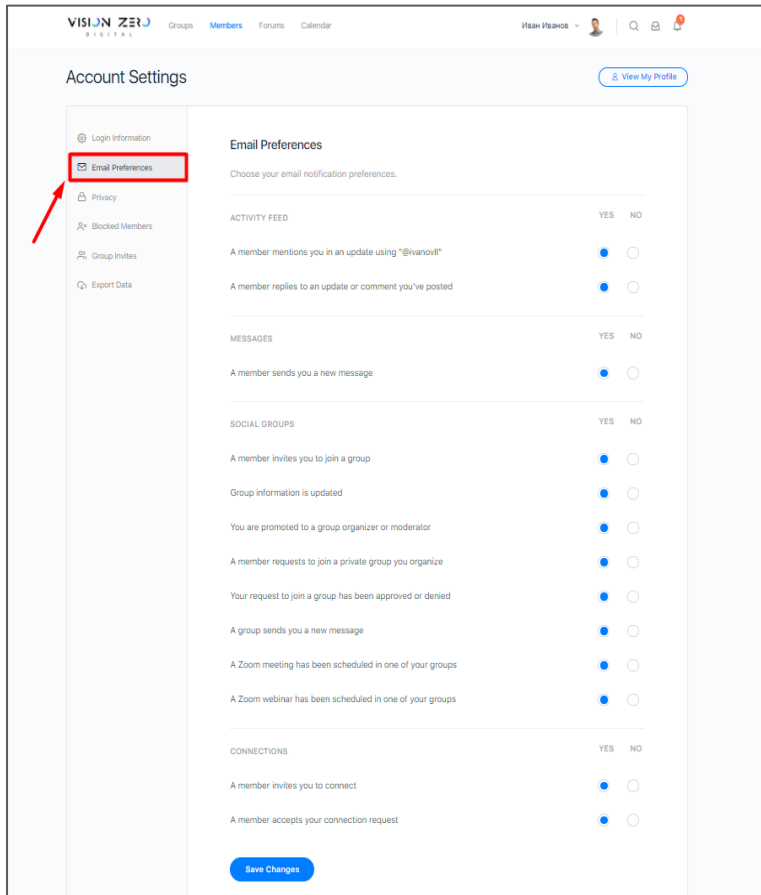 VISION ZERO
DIGITAL
Groups Members Forums Calendar
Иван Иванов
1
Account Settings
View My Profile
Login Information
Email Preferences
Privacy
Blocked Members
Group Invites
Export Data
Email Preferences
Choose your email notification preferences.
ACTIVITY FEED YES NO
A member mentions you in an update using "@ivanovII"
A member replies to an update or comment you've posted
MESSAGES YES NO
A member sends you a new message
SOCIAL GROUPS YES NO
A member invites you to join a group
Group information is updated
You are promoted to a group organizer or moderator
A member requests to join a private group you organize
Your request to join a group has been approved or denied
A group sends you a new message
A Zoom meeting has been scheduled in one of your groups
A Zoom webinar has been scheduled in one of your groups
CONNECTIONS YES NO
A member invites you to connect
A member accepts your connection request
Save Changes